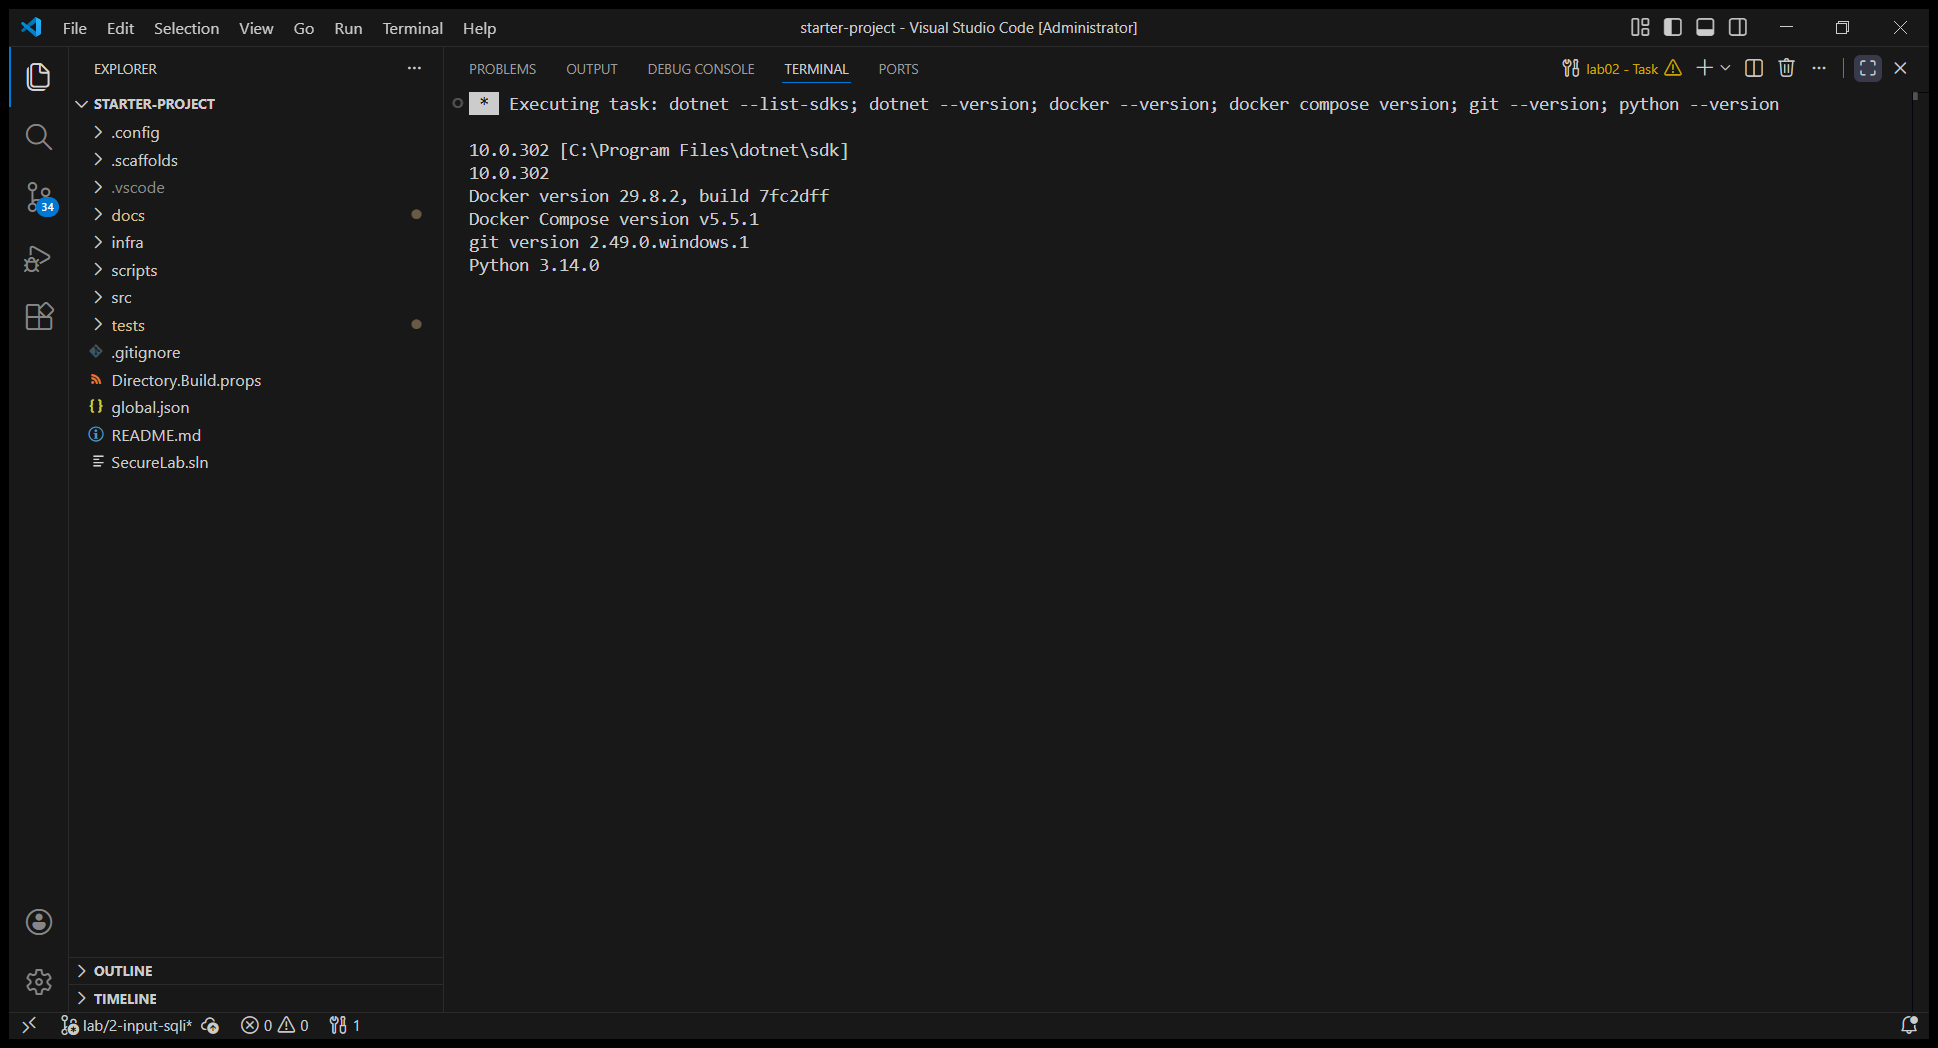 File Edit Selection View Go Run Terminal Help
starter-project - Visual Studio Code [Administrator]
EXPLORER
STARTER-PROJECT
.config
.scaffolds
.vscode
docs
infra
scripts
src
tests
.gitignore
Directory.Build.props
global.json
README.md
SecureLab.sln
OUTLINE
TIMELINE
34
PROBLEMS OUTPUT DEBUG CONSOLE TERMINAL PORTS
lab02 - Task
* Executing task: dotnet --list-sdks; dotnet --version; docker --version; docker compose version; git --version; python --version
10.0.302 [C:\Program Files\dotnet\sdk]
10.0.302
Docker version 29.8.2, build 7fc2dff
Docker Compose version v5.5.1
git version 2.49.0.windows.1
Python 3.14.0
lab/2-input-sqli* 0 0 1